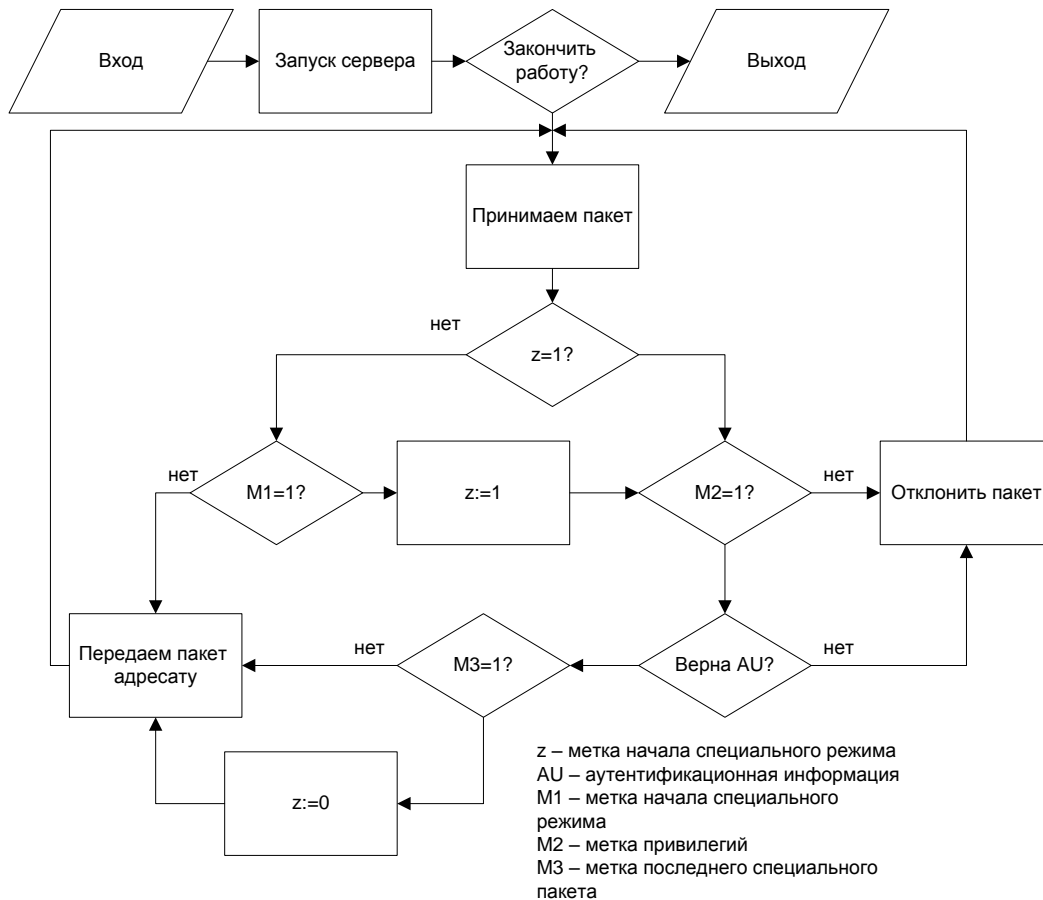 Вход
Запуск сервера
Закончить
работу?
Выход
Принимаем пакет
нет
z=1?
нет
M1=1?
z:=1
M2=1?
нет
Отклонить пакет
Передаем пакет
адресату
нет
M3=1?
Верна AU?
нет
z:=0
z – метка начала специального режима
AU – аутентификационная информация
M1 – метка начала специального
режима
M2 – метка привилегий
M3 – метка последнего специального
пакета